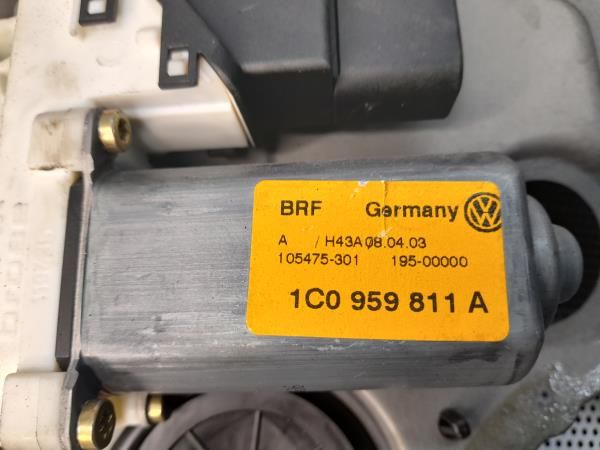 BRF Germany
A / H43A 08.04.03
105475-301 195-00000
1C0 959 811 A